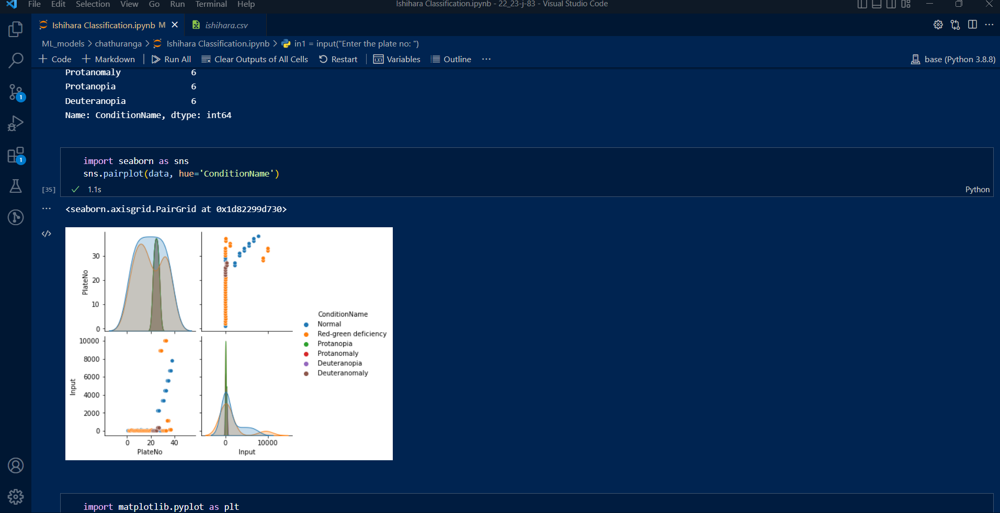 File Edit Selection View Go Run Terminal Help
Ishihara Classification.ipynb - 22_23-j-83 - Visual Studio Code
Ishihara Classification.ipynb M
ishihara.csv
ML_models > chathuranga > Ishihara Classification.ipynb > in1 = input("Enter the plate no: ")
+ Code + Markdown | Run All Clear Outputs of All Cells Restart | Variables Outline ...
base (Python 3.8.8)
1
1
Protanomaly 6
Protanopia 6
Deuteranopia 6
Name: ConditionName, dtype: int64
import seaborn as sns
sns.pairplot(data, hue='ConditionName')
[35] 1.1s
Python
<seaborn.axisgrid.PairGrid at 0x1d82299d730>
PlateNo
30
20
10
0
Input
10000
8000
6000
4000
2000
0
0 20 40
PlateNo
0 10000
Input
ConditionName
Normal
Red-green deficiency
Protanopia
Protanomaly
Deuteranopia
Deuteranomaly
import matplotlib.pyplot as plt